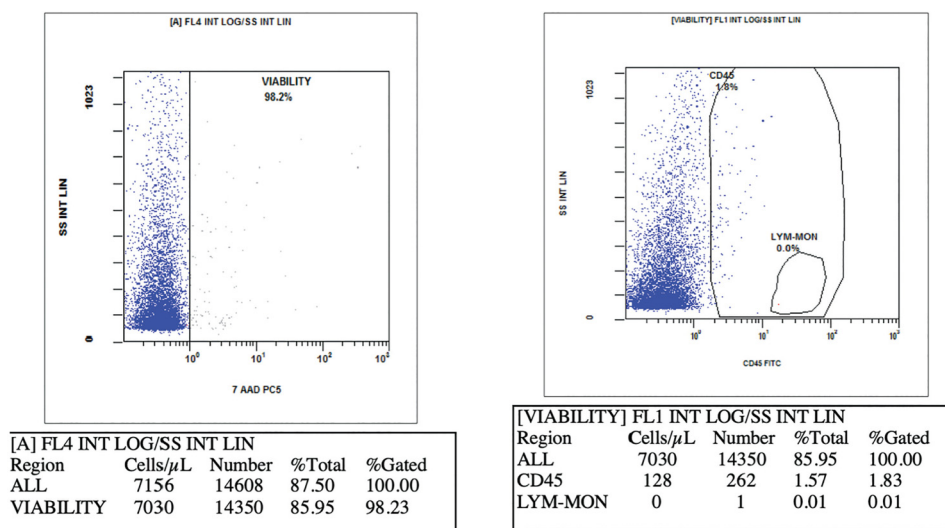 [A] FL4 INT LOG/SS INT LIN
VIABILITY
98.2%
1023
SS INT LIN
0
10⁰ 10¹ 10² 10³
7 AAD PC5
[A] FL4 INT LOG/SS INT LIN
Region Cells/µL Number %Total %Gated
ALL 7156 14608 87.50 100.00
VIABILITY 7030 14350 85.95 98.23
[VIABILITY] FL1 INT LOG/SS INT LIN
CD45
1.8%
1023
SS INT LIN
LYM-MON
0.0%
0
10⁰ 10¹ 10² 10³
CD45 FITC
[VIABILITY] FL1 INT LOG/SS INT LIN
Region Cells/µL Number %Total %Gated
ALL 7030 14350 85.95 100.00
CD45 128 262 1.57 1.83
LYM-MON 0 1 0.01 0.01